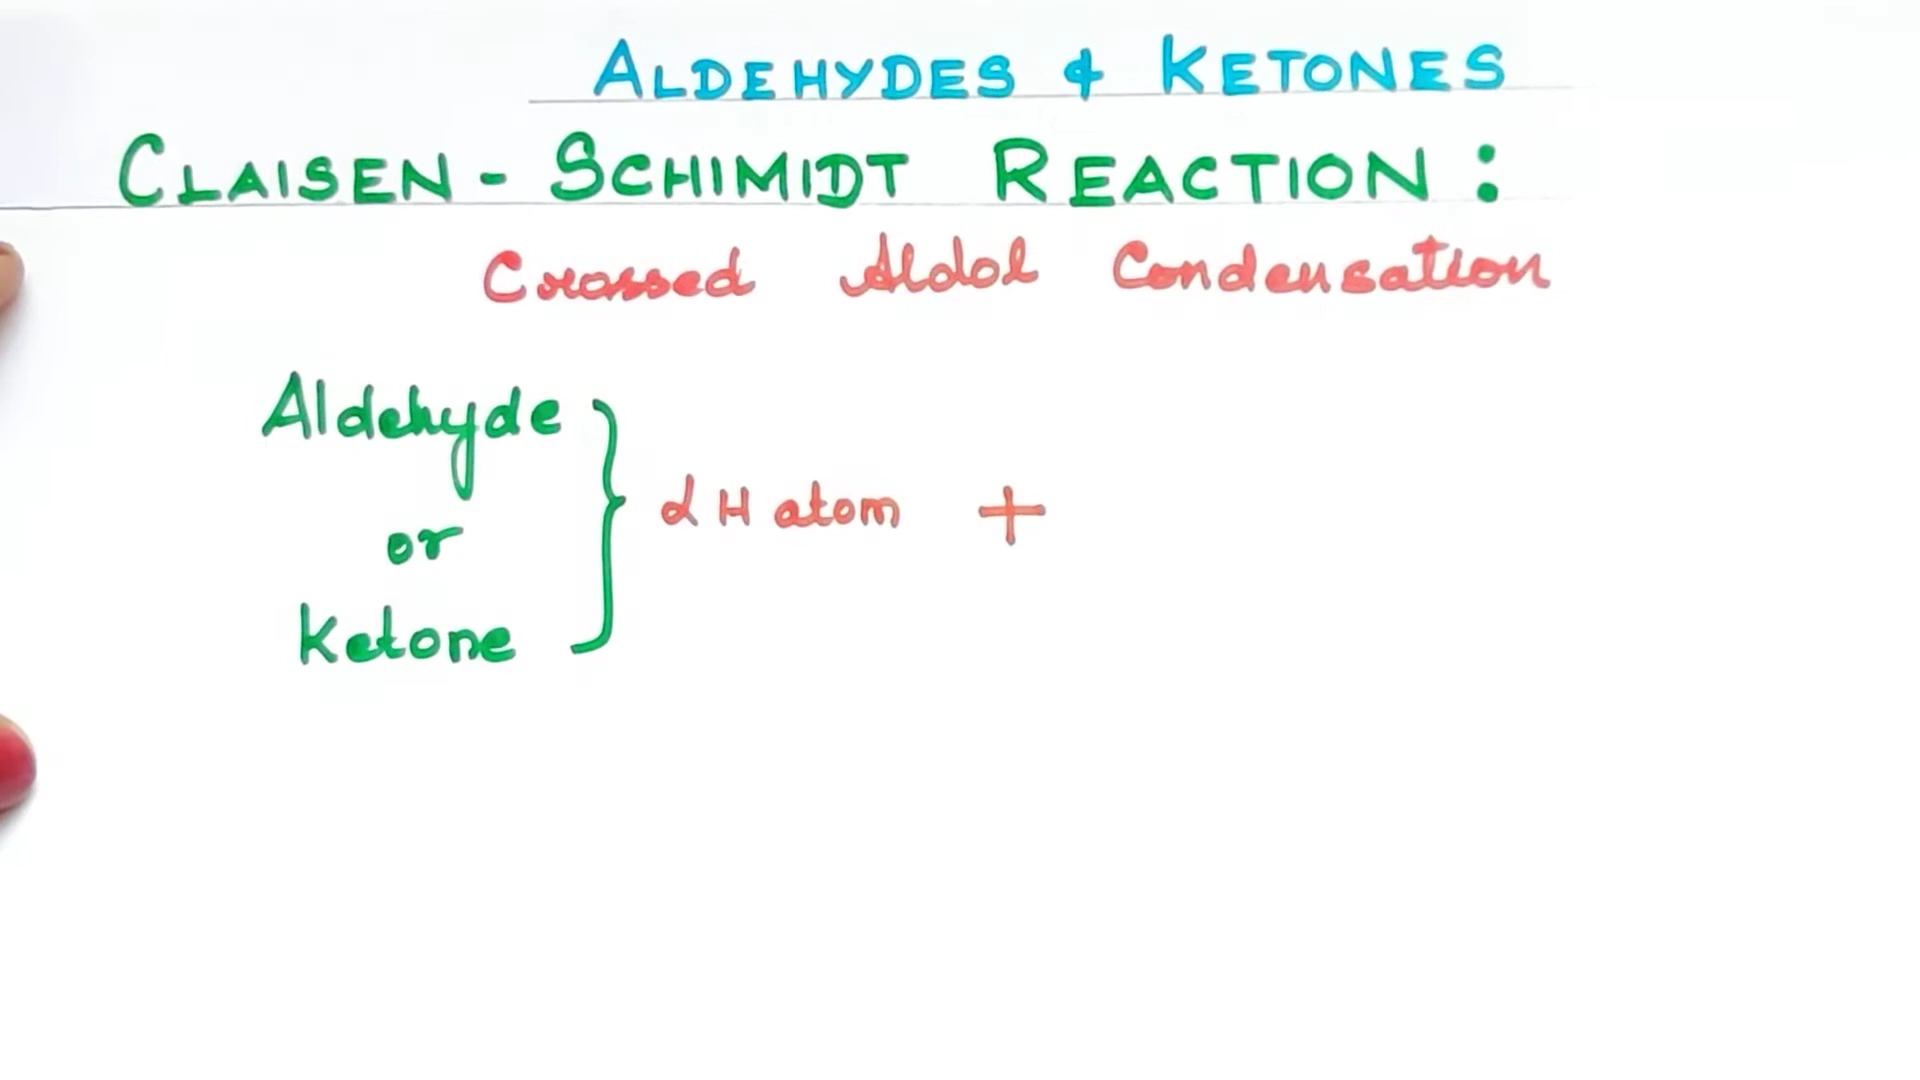 ALDEHYDES & KETONES
CLAISEN - SCHIMIDT REACTION :
Crossed Aldol Condensation
Aldehyde
or
Ketone
α H atom +